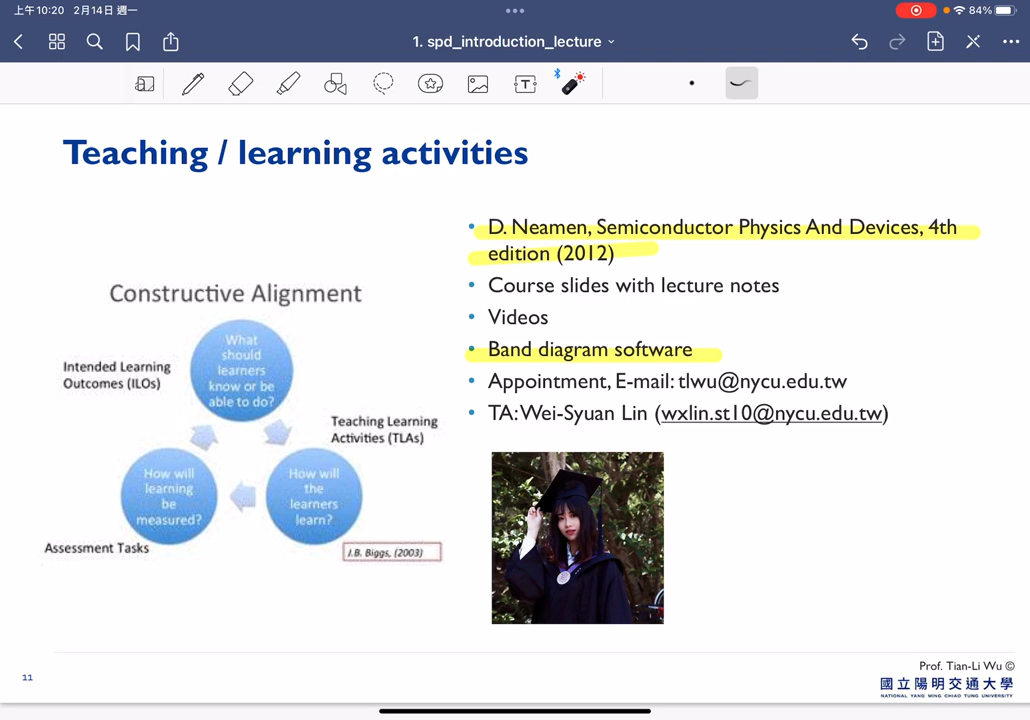 上午10:20 2月14日 週一
84%
1. spd_introduction_lecture
T
Teaching / learning activities
Constructive Alignment
What
should
learners
know or be
able to do?
Intended Learning
Outcomes (ILOs)
Teaching Learning
Activities (TLAs)
How will
learning
be
measured?
How will
the
learners
learn?
Assessment Tasks
J.B. Biggs, (2003)
• D. Neamen, Semiconductor Physics And Devices, 4th
edition (2012)
• Course slides with lecture notes
• Videos
• Band diagram software
• Appointment, E-mail: tlwu@nycu.edu.tw
• TA: Wei-Syuan Lin (wxlin.st10@nycu.edu.tw)
11
Prof. Tian-Li Wu ©
國立陽明交通大學
NATIONAL YANG MING CHIAO TUNG UNIVERSITY